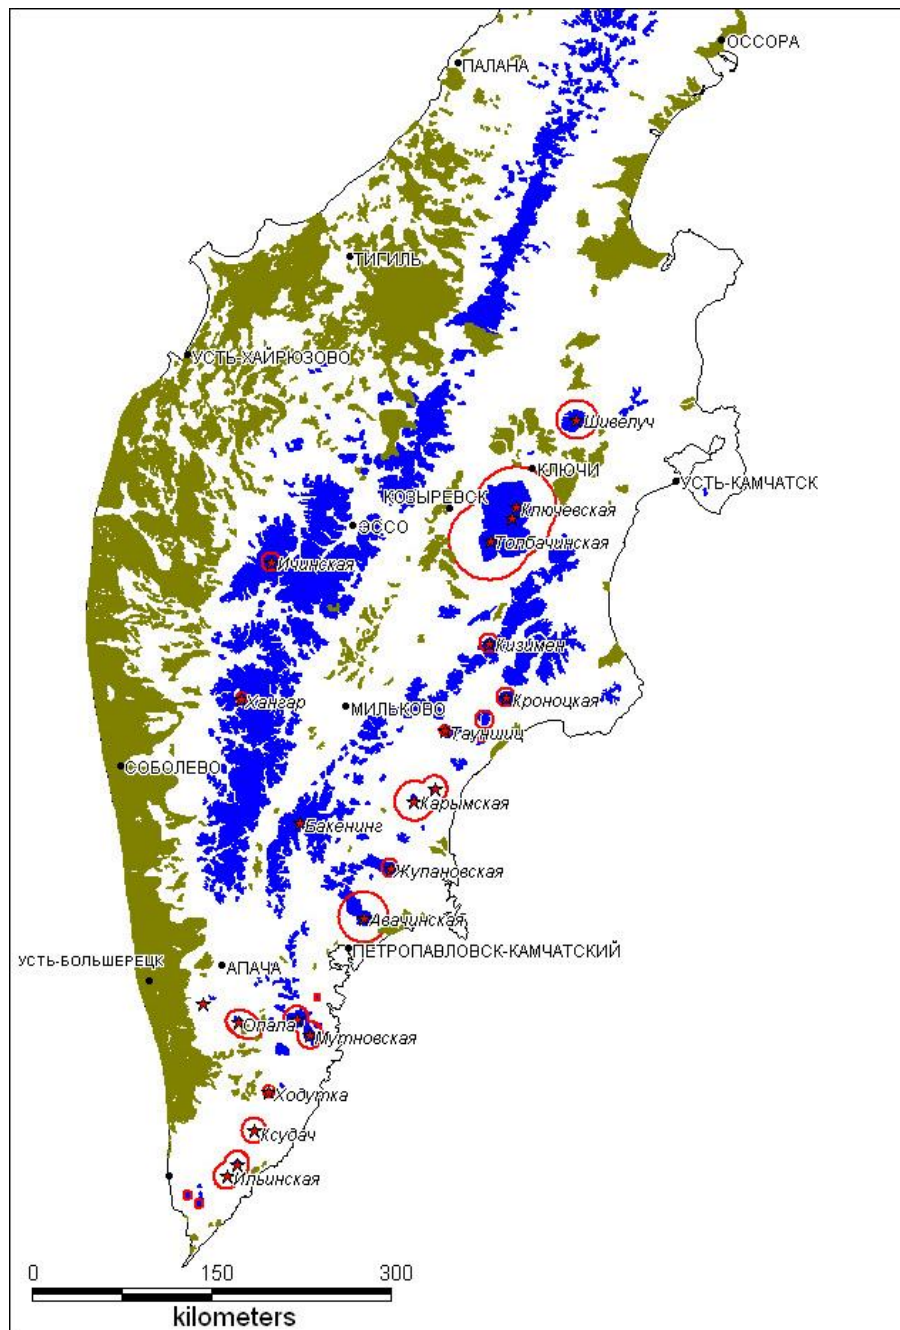 ОССОРА
ПАЛАНА
ТИГИЛЬ
УСТЬ-ХАЙРЮЗОВО
Шивелуч
КЛЮЧИ
УСТЬ-КАМЧАТСК
КОЗЫРЕВСК
Ключевская
ЭССО
Толбачинская
Ичинская
Кизимен
Хангар
Кроноцкая
МИЛЬКОВО
Тауншиц
СОБОЛЕВО
Карымская
Бакенинг
Жупановская
Авачинская
ПЕТРОПАВЛОВСК-КАМЧАТСКИЙ
УСТЬ-БОЛЬШЕРЕЦК
АПАЧА
Опала
Мутновская
Ходутка
Ксудач
Ильинская
0 150 300
kilometers